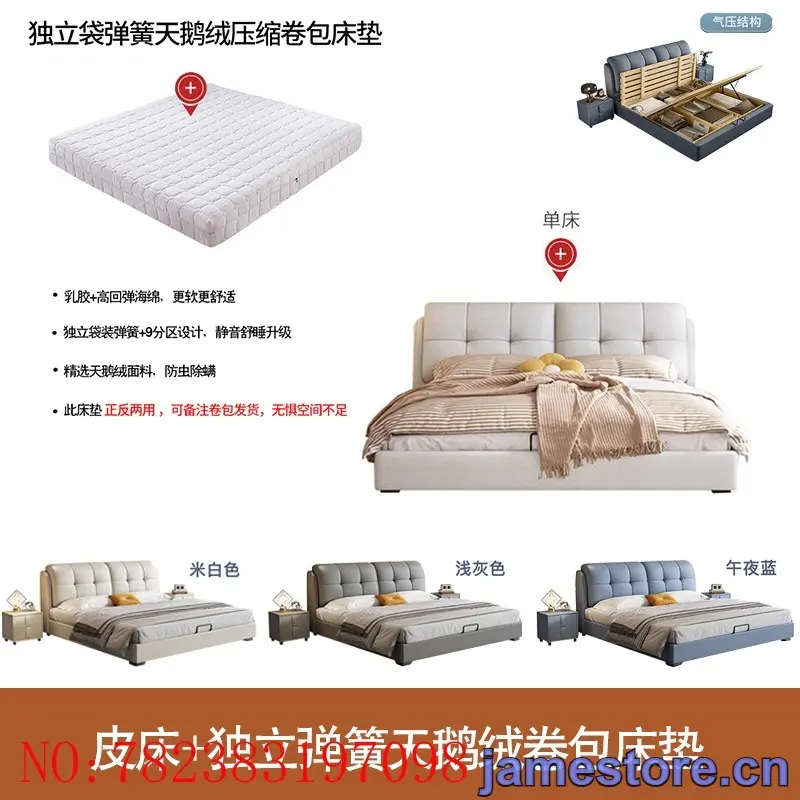 独立袋弹簧天鹅绒压缩卷包床垫
气压结构
单床
• 乳胶+高回弹海绵，更软更舒适
• 独立袋装弹簧+9分区设计，静音舒睡升级
• 精选天鹅绒面料，防虫除螨
• 此床垫 正反两用 ，可备注卷包发货，无惧空间不足
米白色
浅灰色
午夜蓝
皮床+独立弹簧天鹅绒卷包床垫
NO:782383197098
jamestore.cn